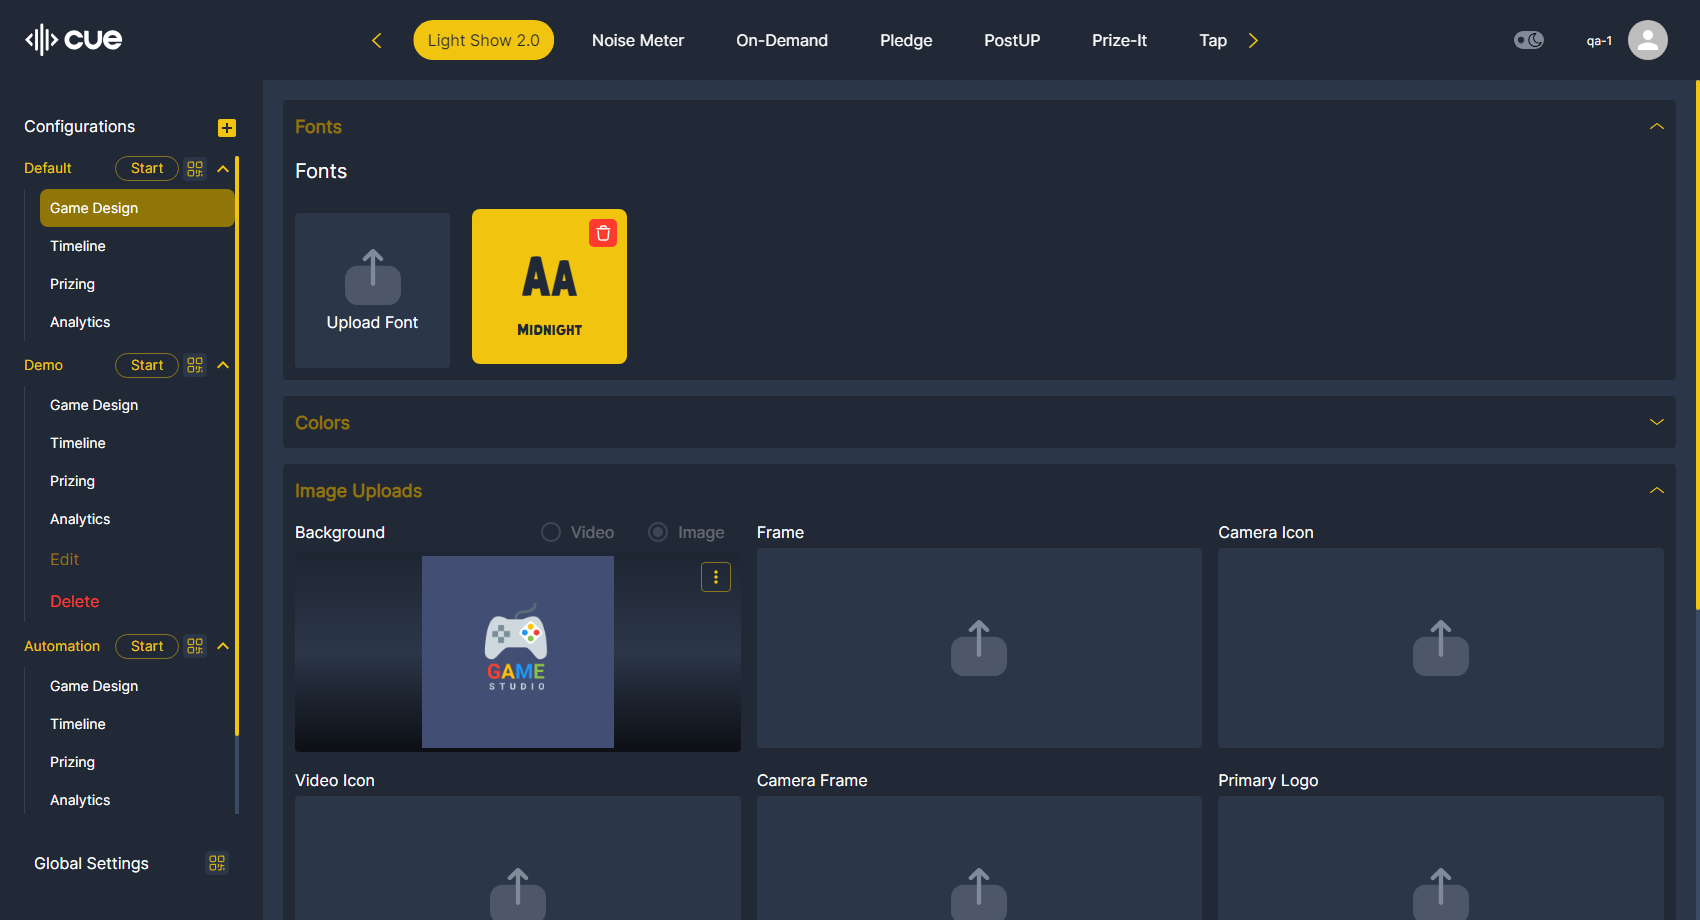 cue
Light Show 2.0
Noise Meter
On-Demand
Pledge
PostUP
Prize-It
Tap
qa-1
Configurations
Default
Start
Game Design
Timeline
Prizing
Analytics
Demo
Start
Game Design
Timeline
Prizing
Analytics
Edit
Delete
Automation
Start
Game Design
Timeline
Prizing
Analytics
Global Settings
Fonts
Fonts
Upload Font
AA
MIDNIGHT
Colors
Image Uploads
Background
Video
Image
GAME
STUDIO
Frame
Camera Icon
Video Icon
Camera Frame
Primary Logo